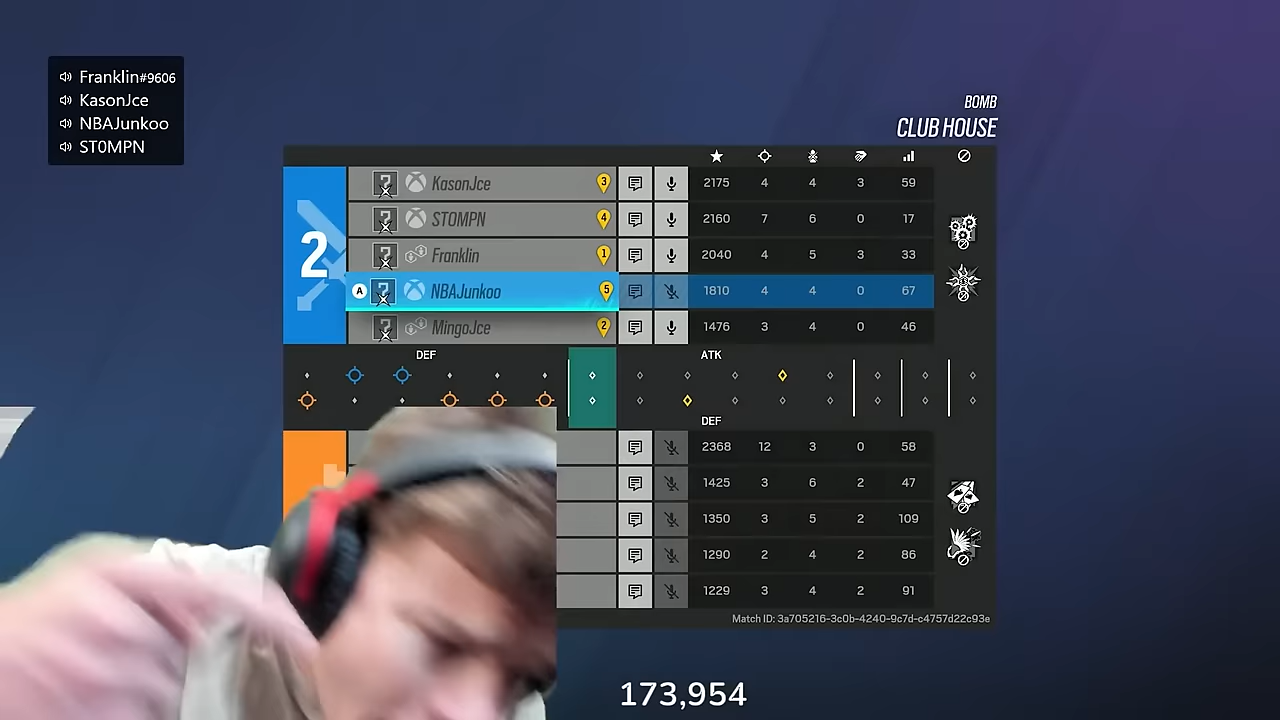 Franklin#9606
KasonJce
NBAJunkoo
ST0MPN
BOMB
CLUB HOUSE
2
KasonJce 3 2175 4 4 3 59
ST0MPN 4 2160 7 6 0 17
Franklin 1 2040 4 5 3 33
A NBAJunkoo 5 1810 4 4 0 67
MingoJce 2 1476 3 4 0 46
DEF ATK
DEF
2368 12 3 0 58
1425 3 6 2 47
1350 3 5 2 109
1290 2 4 2 86
1229 3 4 2 91
Match ID: 3a705216-3c0b-4240-9c7d-c4757d22c93e
173,954